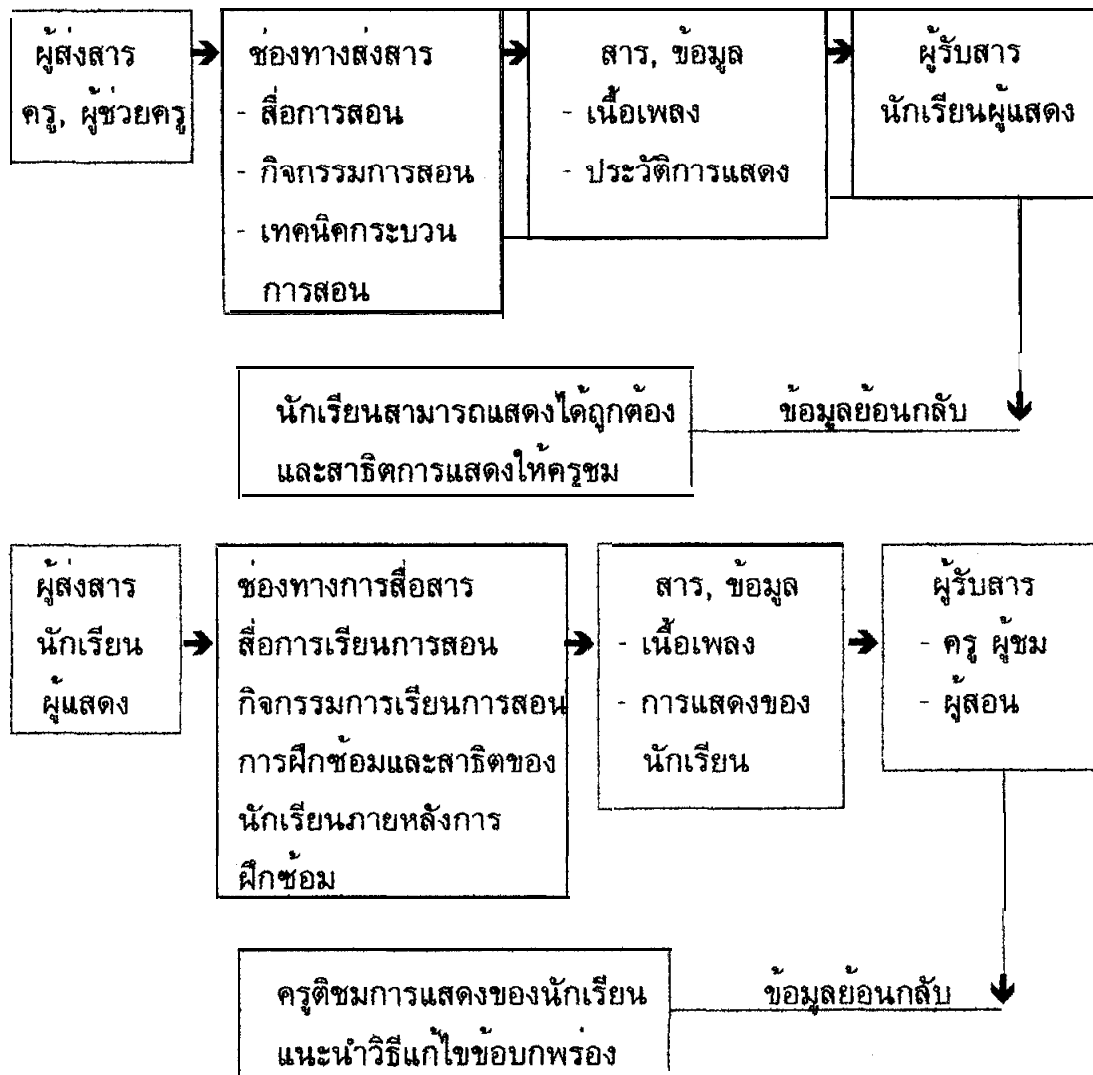 ผู้ส่งสาร
ครู, ผู้ช่วยครู
ช่องทางส่งสาร
- สื่อการสอน
- กิจกรรมการสอน
- เทคนิคกระบวน
การสอน
สาร, ข้อมูล
- เนื้อเพลง
- ประวัติการแสดง
ผู้รับสาร
นักเรียนผู้แสดง
นักเรียนสามารถแสดงได้ถูกต้อง
และสาธิตการแสดงให้ครูชม
ข้อมูลย้อนกลับ
ผู้ส่งสาร
นักเรียน
ผู้แสดง
ช่องทางการสื่อสาร
สื่อการเรียนการสอน
กิจกรรมการเรียนการสอน
การฝึกซ้อมและสาธิตของ
นักเรียนภายหลังการ
ฝึกซ้อม
สาร, ข้อมูล
- เนื้อเพลง
- การแสดงของ
นักเรียน
ผู้รับสาร
- ครู ผู้ชม
- ผู้สอน
ครูติชมการแสดงของนักเรียน
แนะนำวิธีแก้ไขข้อบกพร่อง
ข้อมูลย้อนกลับ